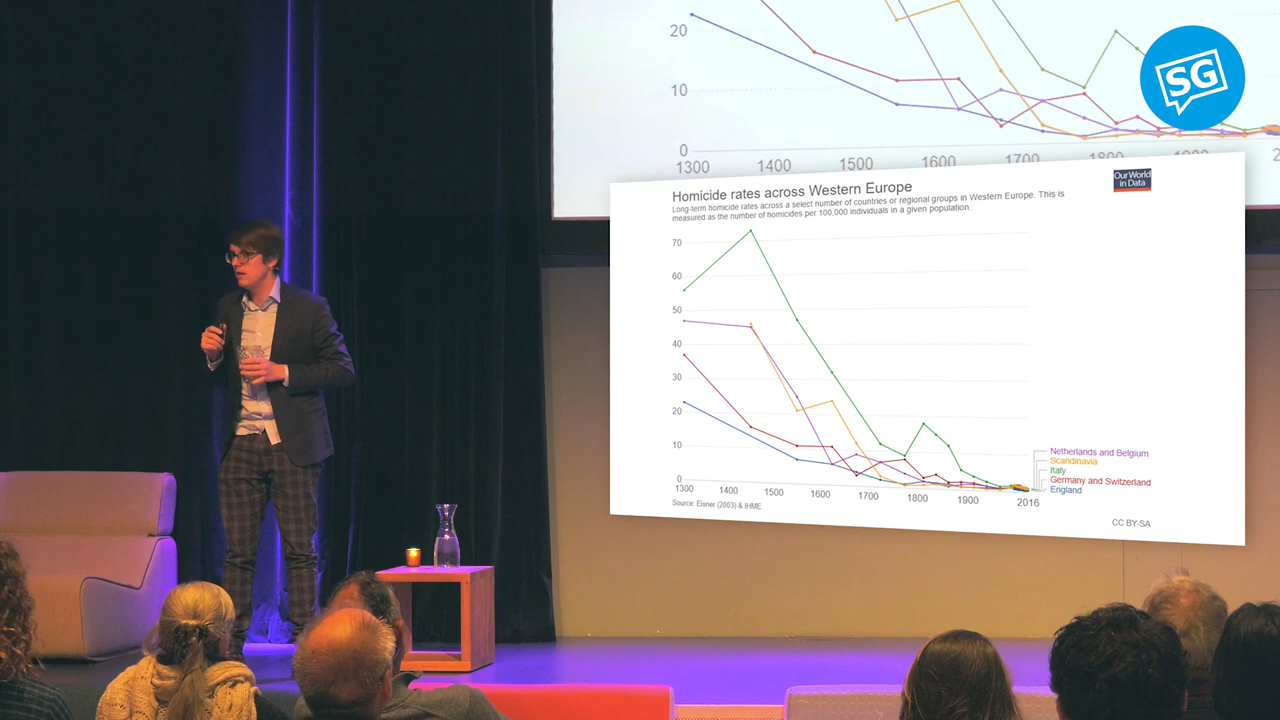 20
10
0
1300 1400 1500 1600 1700 1800 1900
SG
Homicide rates across Western Europe
Long-term homicide rates across a select number of countries or regional groups in Western Europe. This is
measured as the number of homicides per 100,000 individuals in a given population.
Our World
in Data
70
60
50
40
30
20
10
0
1300 1400 1500 1600 1700 1800 1900 2016
Netherlands and Belgium
Scandinavia
Italy
Germany and Switzerland
England
Source: Eisner (2003) & IHME
CC BY-SA